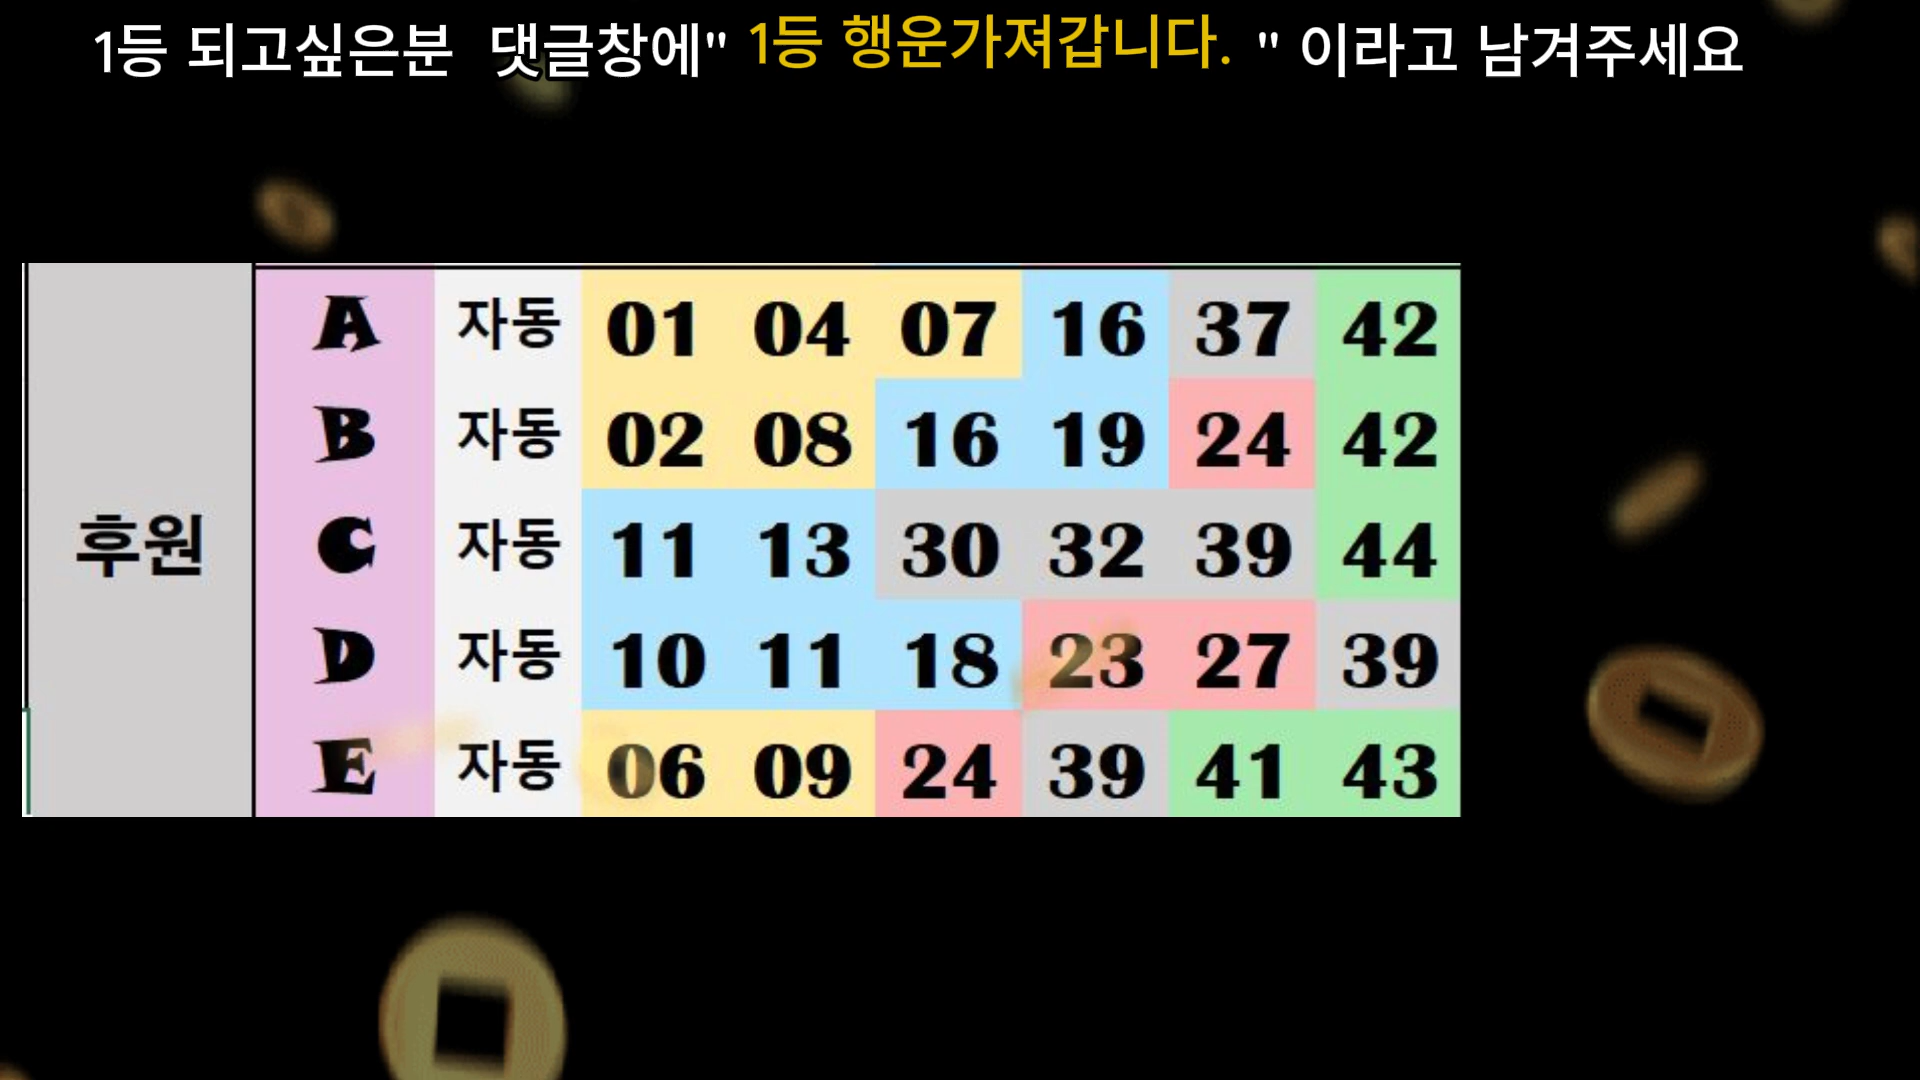 1등 되고싶은분 댓글창에" 1등 행운가져갑니다. " 이라고 남겨주세요
후원
A 자동 01 04 07 16 37 42
B 자동 02 08 16 19 24 42
C 자동 11 13 30 32 39 44
D 자동 10 11 18 23 27 39
E 자동 06 09 24 39 41 43